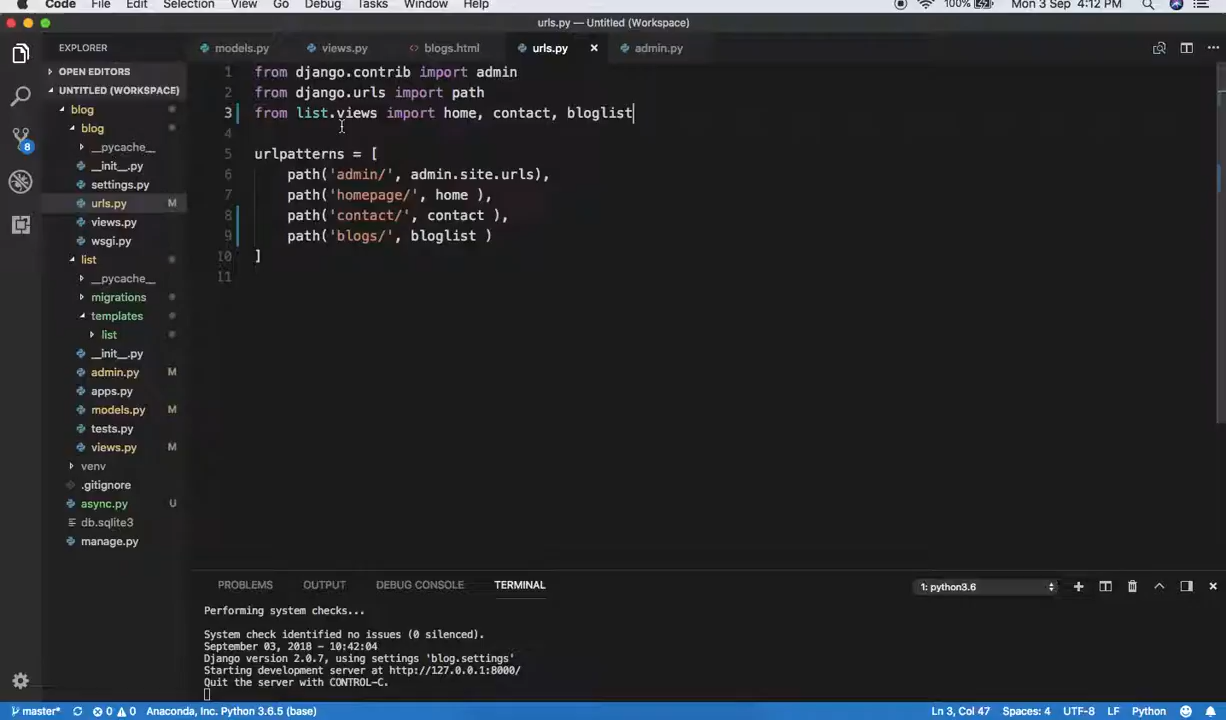 Code File Edit Selection View Go Debug Tasks Window Help 100% Mon 3 Sep 4:12 PM
urls.py — Untitled (Workspace)
EXPLORER
models.py views.py <> blogs.html urls.py × admin.py
OPEN EDITORS
UNTITLED (WORKSPACE)
blog
blog
__pycache__
__init__.py
settings.py
urls.py M
views.py
wsgi.py
list
__pycache__
migrations
templates
list
__init__.py
admin.py M
apps.py
models.py M
tests.py
views.py M
venv
.gitignore
async.py U
db.sqlite3
manage.py
8
1 from django.contrib import admin
2 from django.urls import path
3 from list.views import home, contact, bloglist
4
5 urlpatterns = [
6 path('admin/', admin.site.urls),
7 path('homepage/', home ),
8 path('contact/', contact ),
9 path('blogs/', bloglist )
10 ]
11
PROBLEMS OUTPUT DEBUG CONSOLE TERMINAL 1: python3.6
Performing system checks...
System check identified no issues (0 silenced).
September 03, 2018 - 10:42:04
Django version 2.0.7, using settings 'blog.settings'
Starting development server at http://127.0.0.1:8000/
Quit the server with CONTROL-C.
master* 0 0 Anaconda, Inc. Python 3.6.5 (base) Ln 3, Col 47 Spaces: 4 UTF-8 LF Python